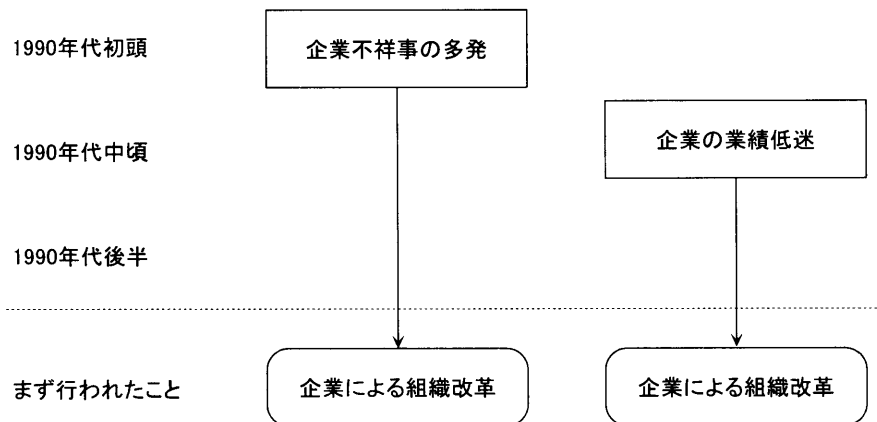 1990年代初頭
企業不祥事の多発
企業の業績低迷
1990年代中頃
1990年代後半
まず行われたこと
企業による組織改革
企業による組織改革